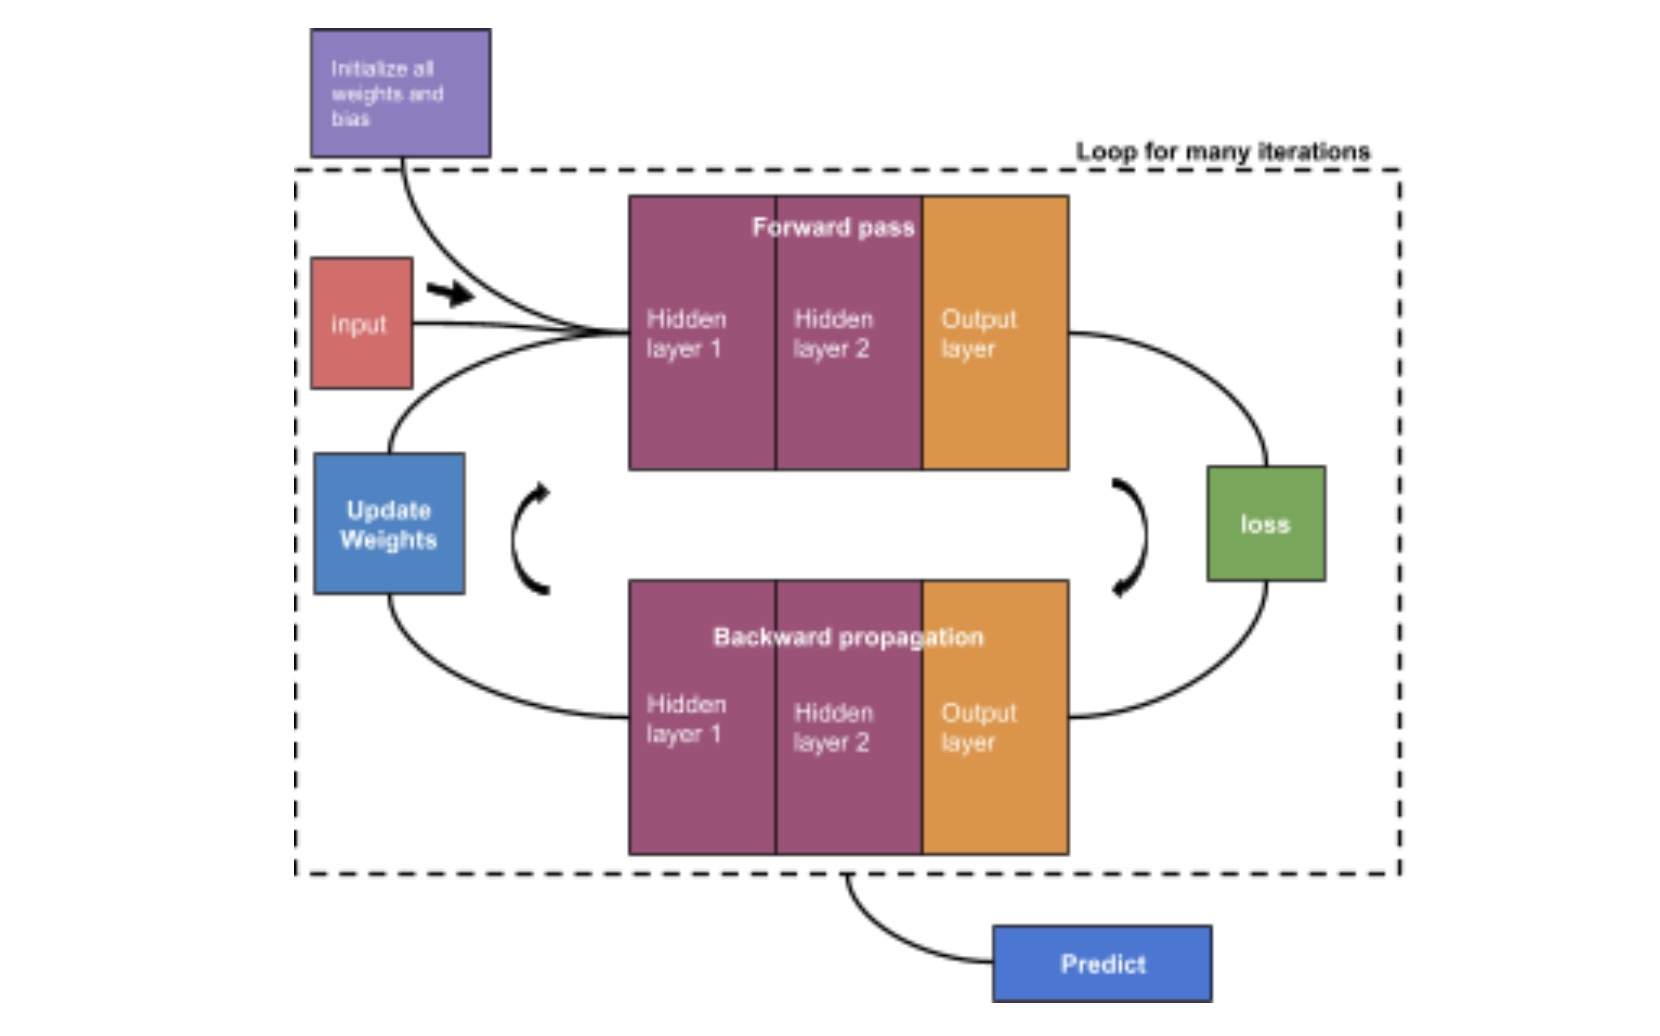 Initialize all
weights and
bias
Loop for many iterations
Forward pass
input
Hidden
layer 1
Hidden
layer 2
Output
layer
Update
Weights
loss
Backward propagation
Hidden
layer 1
Hidden
layer 2
Output
layer
Predict